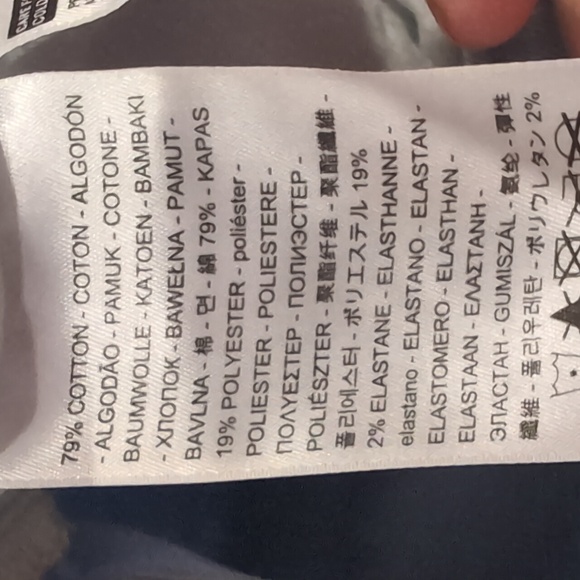 79% COTTON - COTON - ALGODÓN
- ALGODÃO - PAMUK - COTONE -
BAUMWOLLE - KATOEN - BAMBAKI
- ХЛОПОК - BAWEŁNA - PAMUT -
BAVLNA - 棉 - 면 - 綿 79% - KAPAS
19% POLYESTER - poliéster -
POLIESTER - POLIESTERE -
ΠΟΛΥΕΣΤΕΡ - ПОЛИЭСТЕР -
POLIÉSZTER - 聚酯纤维 - 聚酯纖維 -
폴리에스터 - ポリエステル 19%
2% ELASTANE - ELASTHANNE -
elastano - ELASTANO - ELASTAN -
ELASTOMERO - ELASTHAN -
ELASTAAN - ΕΛΑΣΤΑΝΗ -
ЭЛАСТАН - GUMISZÁL - 氨纶 - 彈性
纖維 - 폴리우레탄 - ポリウレタン 2%